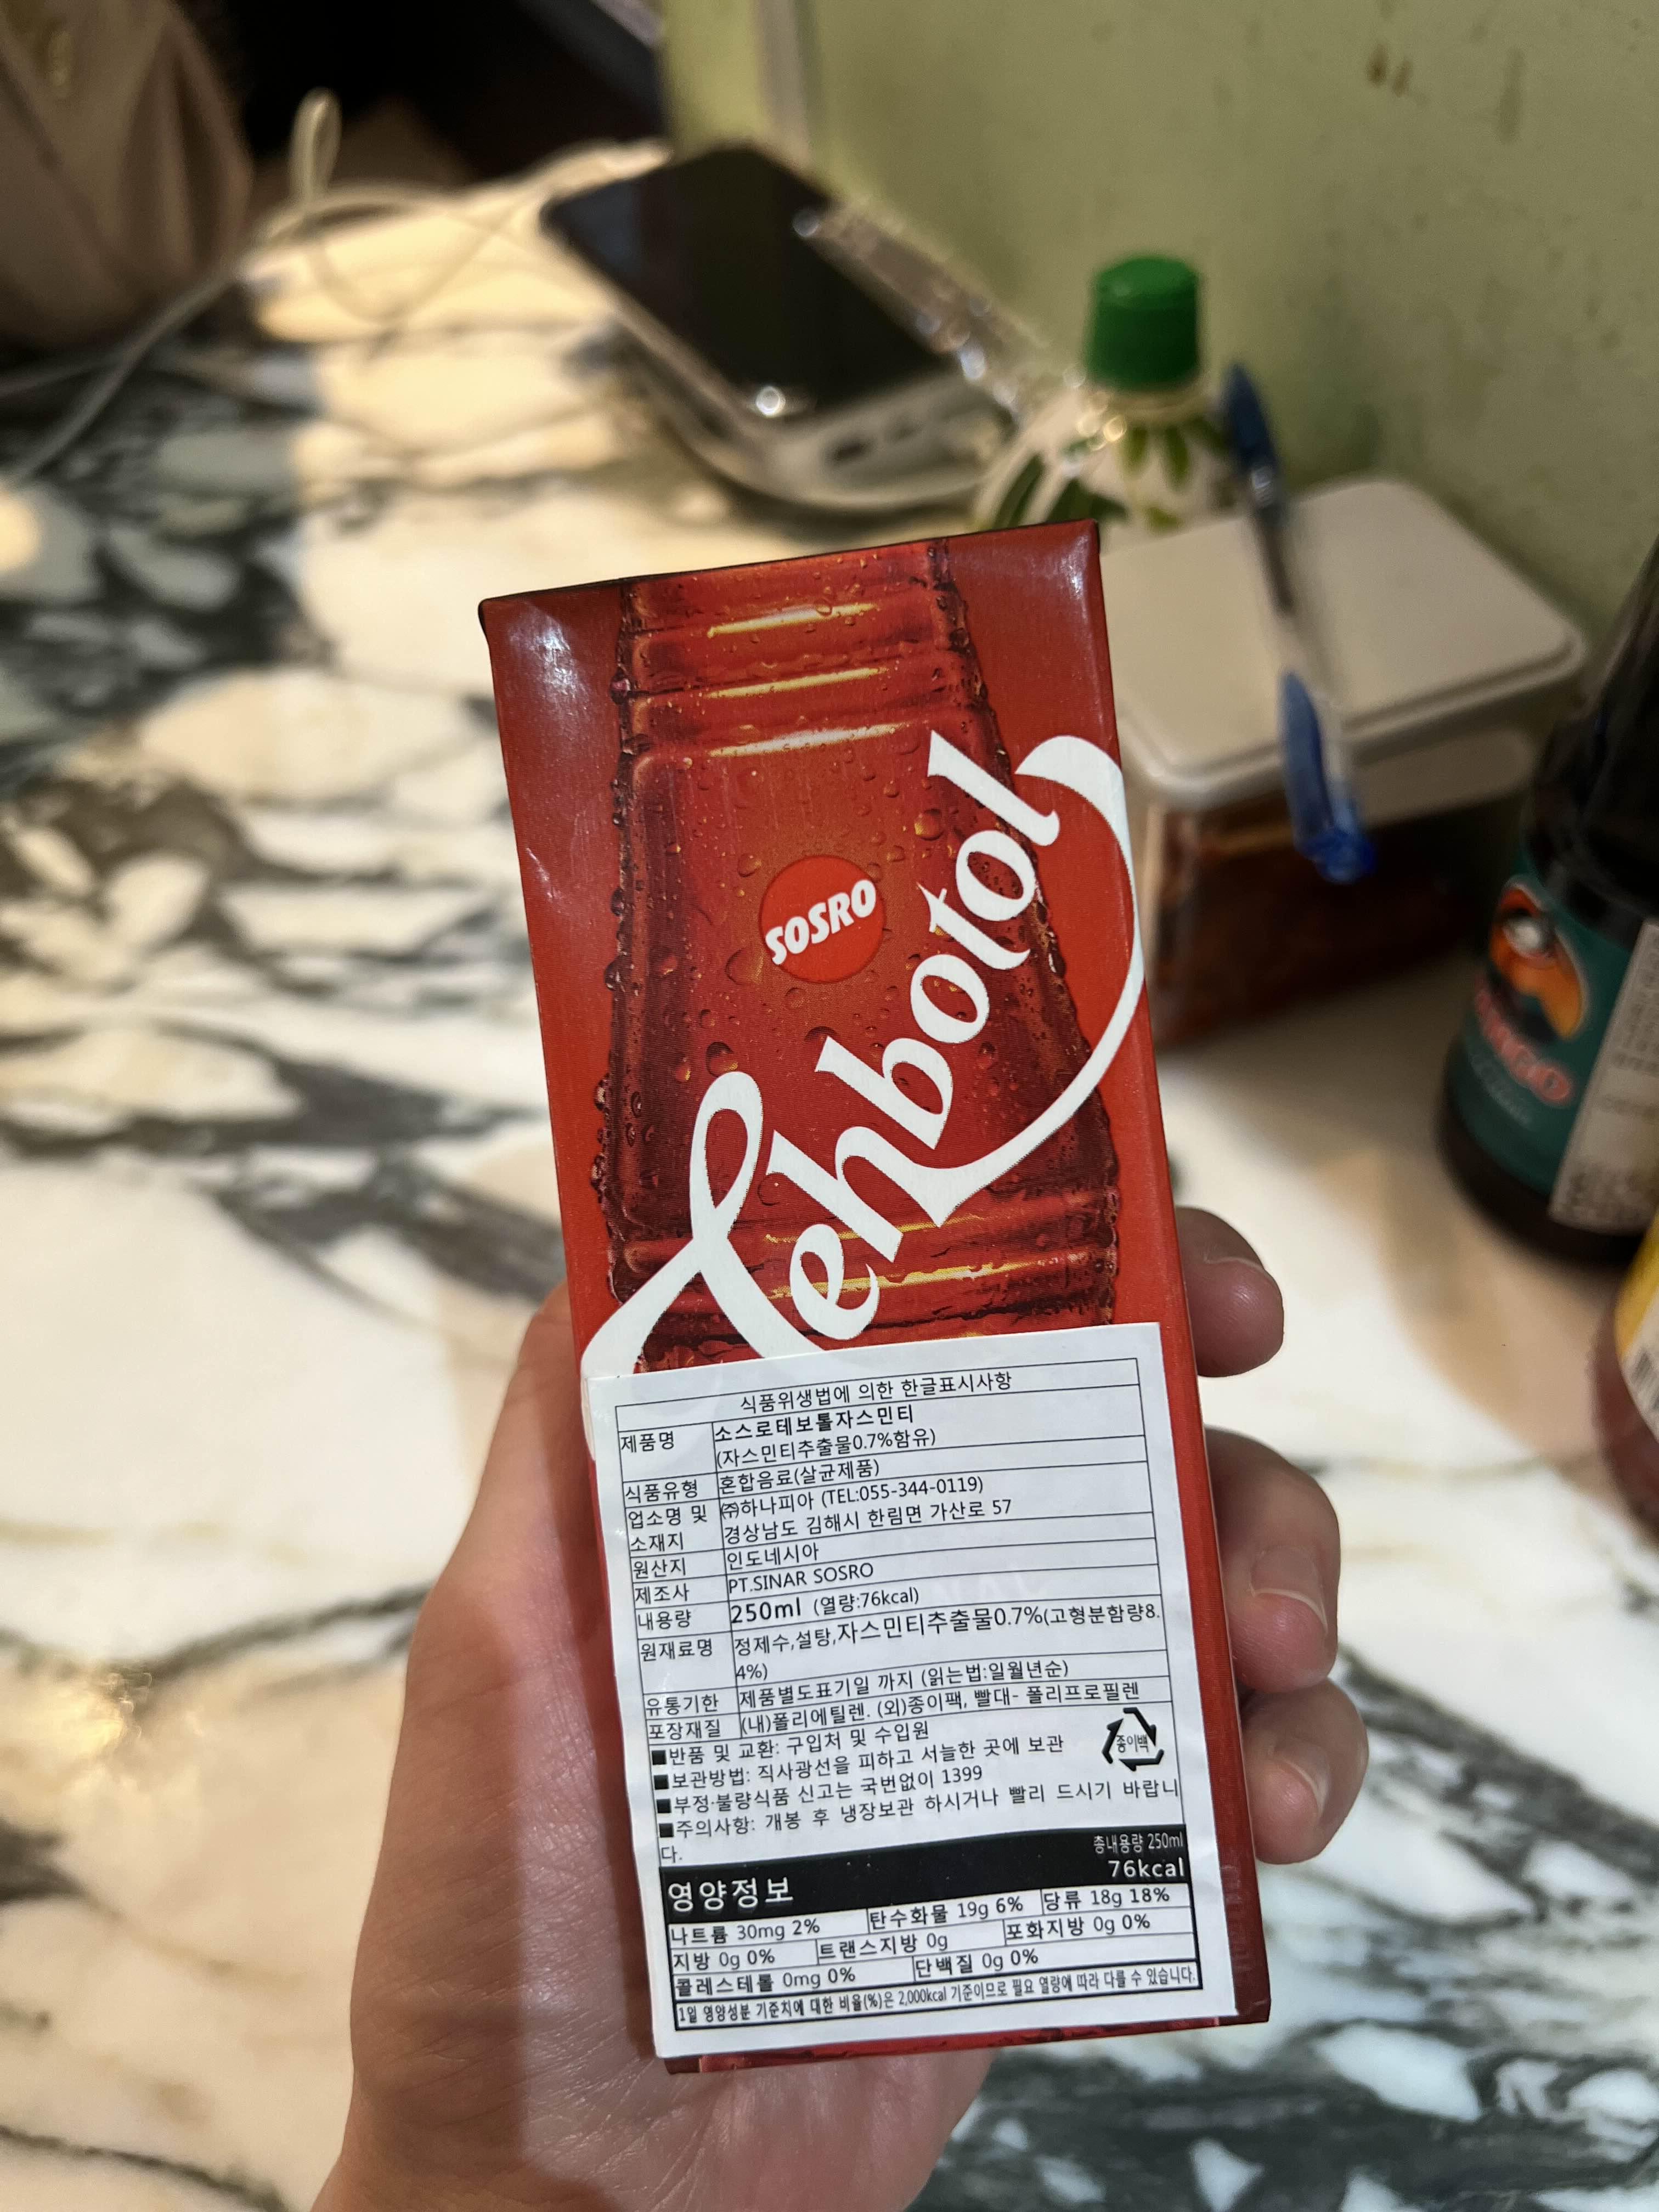 SOSRO
Tehbotol
식품위생법에 의한 한글표시사항
제품명 소스로테보톨자스민티
(자스민티추출물0.7%함유)
식품유형 혼합음료(살균제품)
업소명 및 ㈜하나피아 (TEL:055-344-0119)
소재지 경상남도 김해시 한림면 가산로 57
원산지 인도네시아
제조사 PT.SINAR SOSRO
내용량 250ml (열량:76kcal)
원재료명 정제수,설탕,자스민티추출물0.7%(고형분함량8.
4%)
유통기한 제품별도표기일 까지 (읽는법:일월년순)
포장재질 (내)폴리에틸렌. (외)종이팩, 빨대- 폴리프로필렌
■반품 및 교환: 구입처 및 수입원
■보관방법: 직사광선을 피하고 서늘한 곳에 보관
종이팩
■부정·불량식품 신고는 국번없이 1399
■주의사항: 개봉 후 냉장보관 하시거나 빨리 드시기 바랍니
다.
총내용량 250ml
영양정보 76kcal
나트륨 30mg 2% 탄수화물 19g 6% 당류 18g 18%
지방 0g 0% 트랜스지방 0g 포화지방 0g 0%
콜레스테롤 0mg 0% 단백질 0g 0%
1일 영양성분 기준치에 대한 비율(%)은 2,000kcal 기준이므로 필요 열량에 따라 다를 수 있습니다.